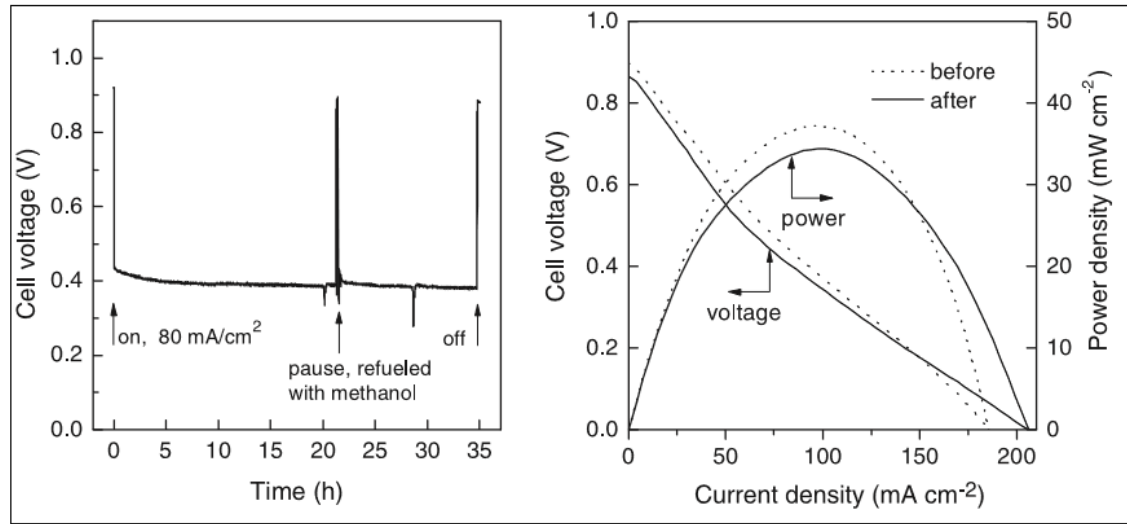 1.0
0.8
0.6
0.4
0.2
0.0
Cell voltage (V)
on, 80 mA/cm²
pause, refueled
with methanol
off
0 5 10 15 20 25 30 35
Time (h)
1.0
0.8
0.6
0.4
0.2
0.0
Cell voltage (V)
before
after
power
voltage
50
40
30
20
10
0
Power density (mW cm⁻²)
0 50 100 150 200
Current density (mA cm⁻²)